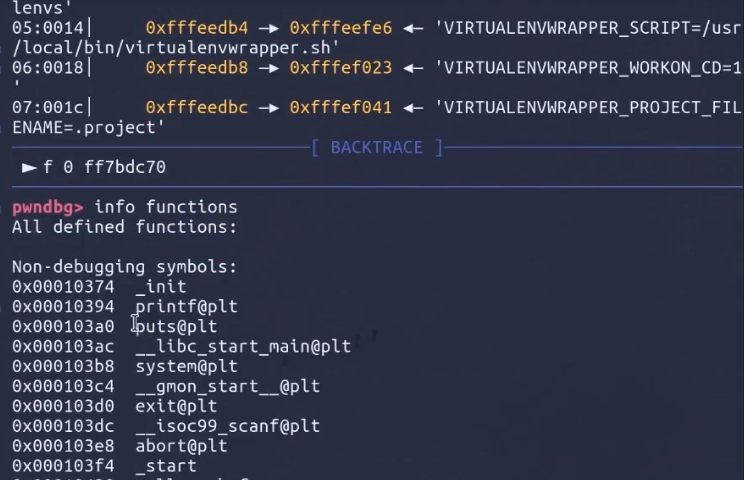 lenvs'
05:0014│ 0xfffeedb4 —▸ 0xfffeefe6 ◂— 'VIRTUALENVWRAPPER_SCRIPT=/usr
/local/bin/virtualenvwrapper.sh'
06:0018│ 0xfffeedb8 —▸ 0xfffef023 ◂— 'VIRTUALENVWRAPPER_WORKON_CD=1
'
07:001c│ 0xfffeedbc —▸ 0xfffef041 ◂— 'VIRTUALENVWRAPPER_PROJECT_FIL
ENAME=.project'
[ BACKTRACE ]
► f 0 ff7bdc70
pwndbg> info functions
All defined functions:
Non-debugging symbols:
0x00010374 _init
0x00010394 printf@plt
0x000103a0 puts@plt
0x000103ac __libc_start_main@plt
0x000103b8 system@plt
0x000103c4 __gmon_start__@plt
0x000103d0 exit@plt
0x000103dc __isoc99_scanf@plt
0x000103e8 abort@plt
0x000103f4 _start